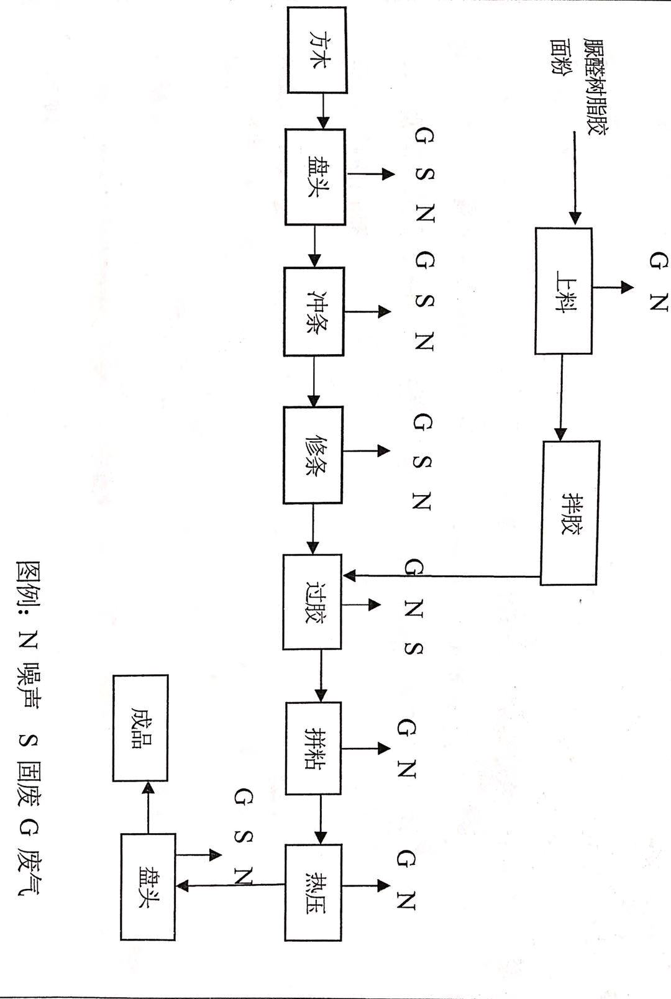 G N
脲醛树脂胶
面粉
上料
拌胶
G S N
G S N
G S N
G N S
G N
G N
方木
盘头
冲条
修条
过胶
拼粘
热压
G S N
成品
盘头
图例：N 噪声 S 固废 G 废气